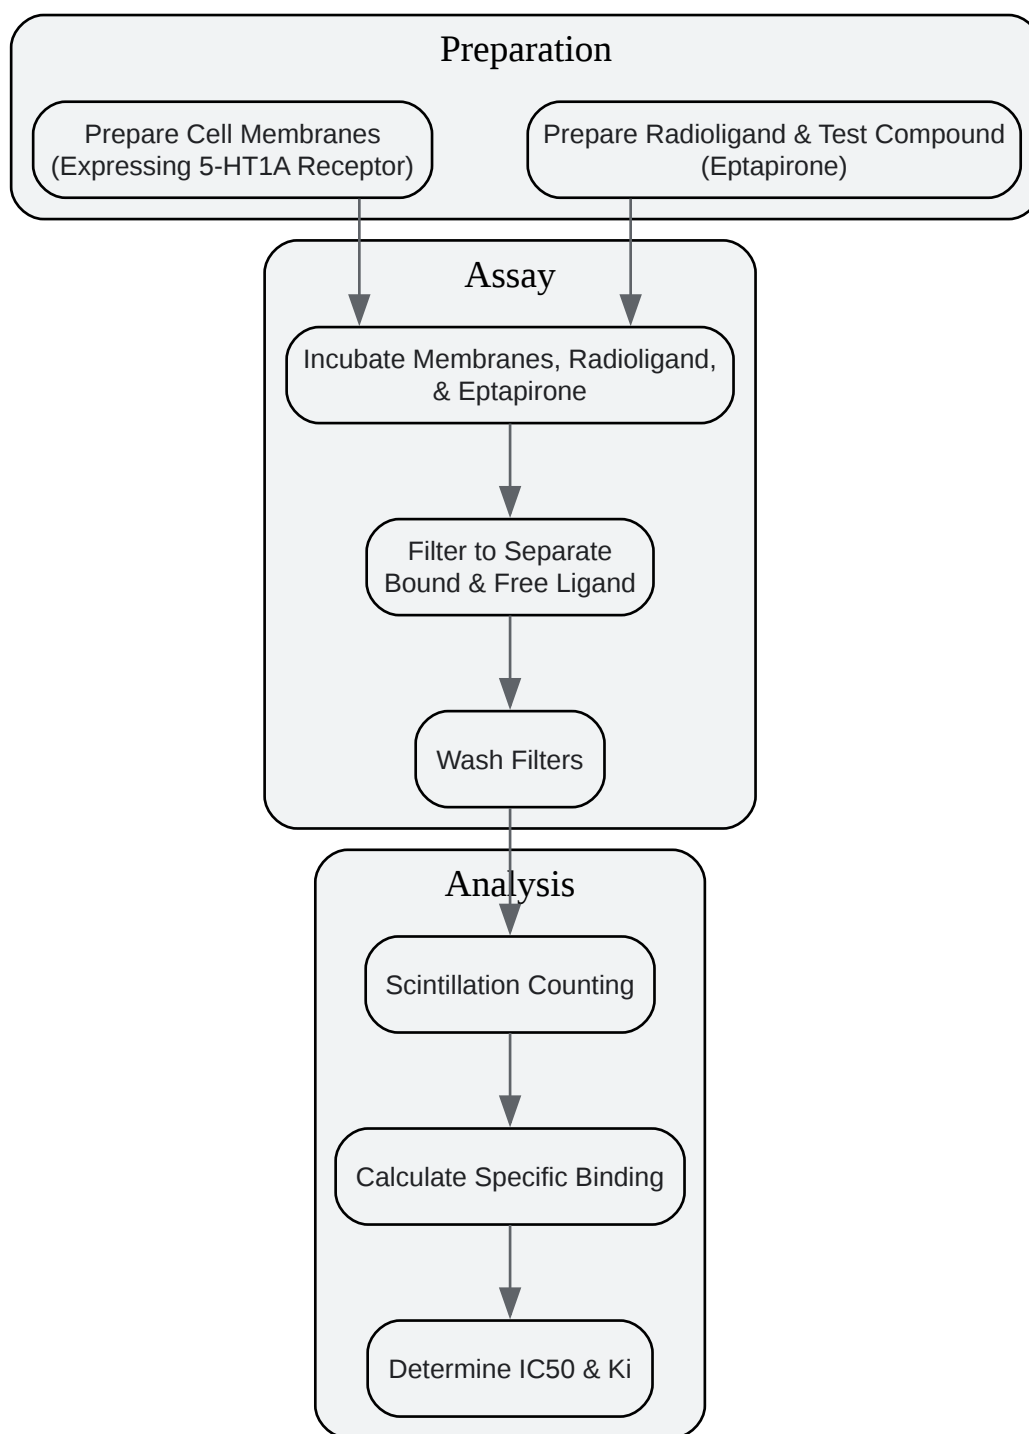 Preparation
Prepare Cell Membranes
(Expressing 5-HT1A Receptor)
Prepare Radioligand & Test Compound
(Eptapirone)
Assay
Incubate Membranes, Radioligand,
& Eptapirone
Filter to Separate
Bound & Free Ligand
Wash Filters
Analysis
Scintillation Counting
Calculate Specific Binding
Determine IC50 & Ki